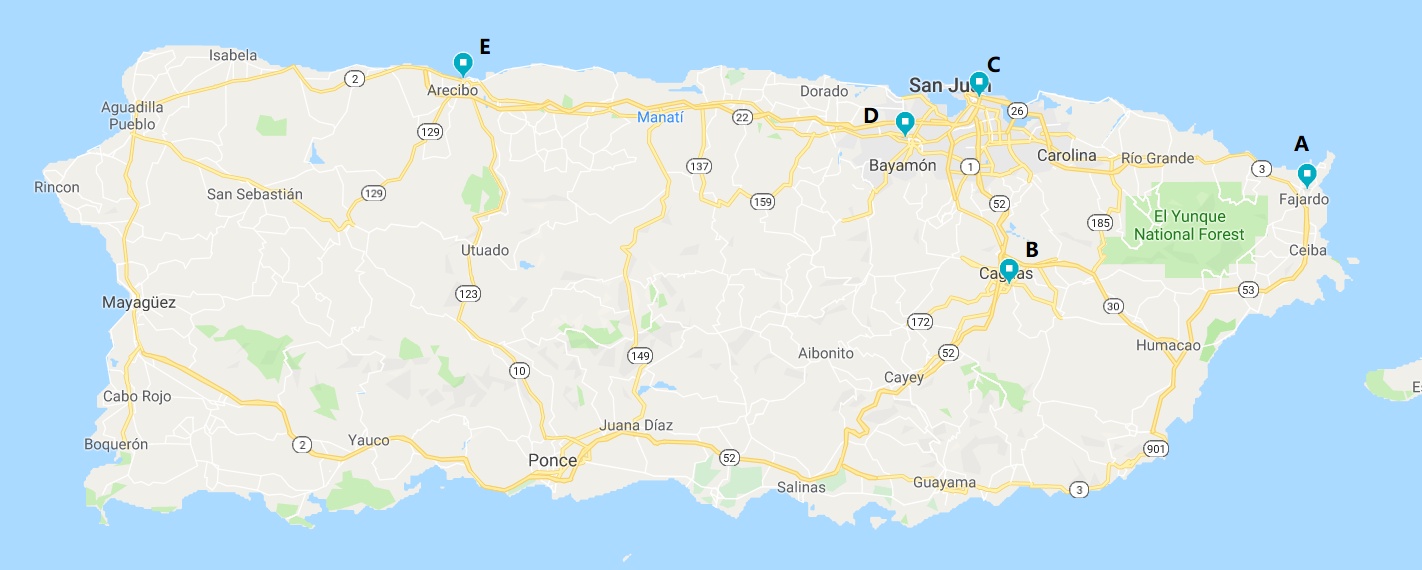 E
Isabela
C
2
San Juan
Arecibo
Dorado
Aguadilla
Pueblo
26
D
Manatí
22
129
A
Carolina
Río Grande
Bayamón
137
1
3
Rincon
San Sebastián
129
159
52
Fajardo
185
El Yunque
National Forest
Utuado
B
Ceiba
Caguas
123
53
Mayagüez
30
172
Humacao
149
Aibonito
52
10
Cayey
Cabo Rojo
Juana Díaz
Boquerón
2
Yauco
901
Ponce
52
Salinas
Guayama
3